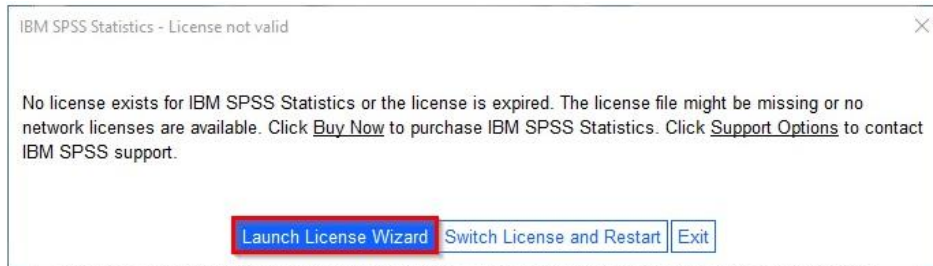 IBM SPSS Statistics - License not valid
No license exists for IBM SPSS Statistics or the license is expired. The license file might be missing or no
network licenses are available. Click Buy Now to purchase IBM SPSS Statistics. Click Support Options to contact
IBM SPSS support.
Launch License Wizard Switch License and Restart Exit